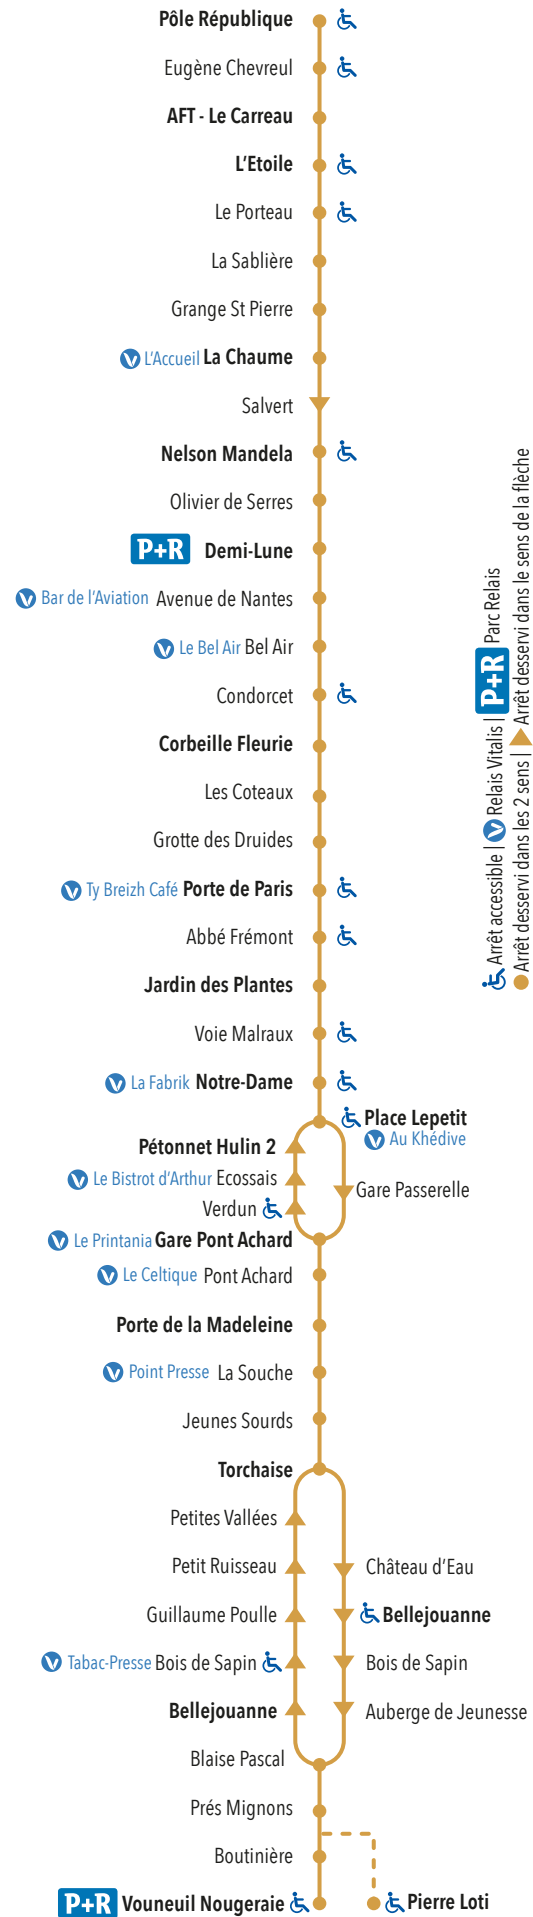 Pôle République
Eugène Chevreul
AFT - Le Carreau
L'Etoile
Le Porteau
La Sablière
Grange St Pierre
L'Accueil La Chaume
Salvert
Nelson Mandela
Olivier de Serres
P+R Demi-Lune
Bar de l'Aviation Avenue de Nantes
Le Bel Air Bel Air
Condorcet
Corbeille Fleurie
Les Coteaux
Grotte des Druides
Ty Breizh Café Porte de Paris
Abbé Frémont
Jardin des Plantes
Voie Malraux
La Fabrik Notre-Dame
Place Lepetit
Au Khédive
Pétonnet Hulin 2
Le Bistrot d'Arthur Ecossais
Gare Passerelle
Verdun
Le Printania Gare Pont Achard
Le Celtique Pont Achard
Porte de la Madeleine
Point Presse La Souche
Jeunes Sourds
Torchaise
Petites Vallées
Petit Ruisseau
Château d'Eau
Guillaume Poulle
Bellejouanne
Tabac-Presse Bois de Sapin
Bois de Sapin
Bellejouanne
Auberge de Jeunesse
Blaise Pascal
Prés Mignons
Boutinière
P+R Vouneuil Nougeraie
Pierre Loti
Arrêt accessible | Relais Vitalis | P+R Parc Relais
Arrêt desservi dans les 2 sens | Arrêt desservi dans le sens de la flèche